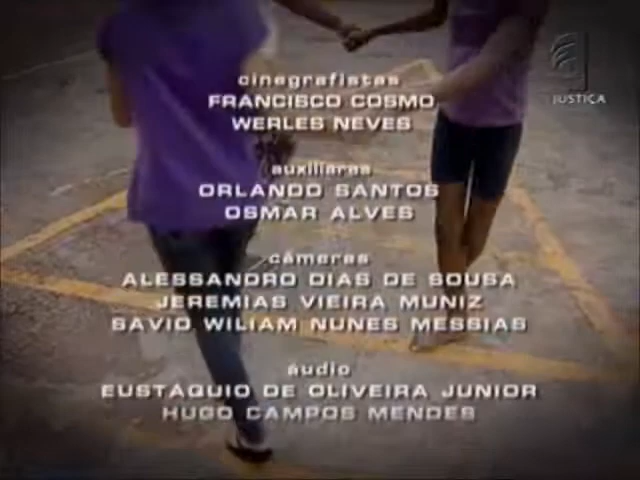 JUSTIÇA
cinegrafistas
FRANCISCO COSMO
WERLES NEVES
auxiliares
ORLANDO SANTOS
OSMAR ALVES
câmeras
ALESSANDRO DIAS DE SOUSA
JEREMIAS VIEIRA MUNIZ
SAVIO WILIAM NUNES MESSIAS
áudio
EUSTÁQUIO DE OLIVEIRA JUNIOR
HUGO CAMPOS MENDES